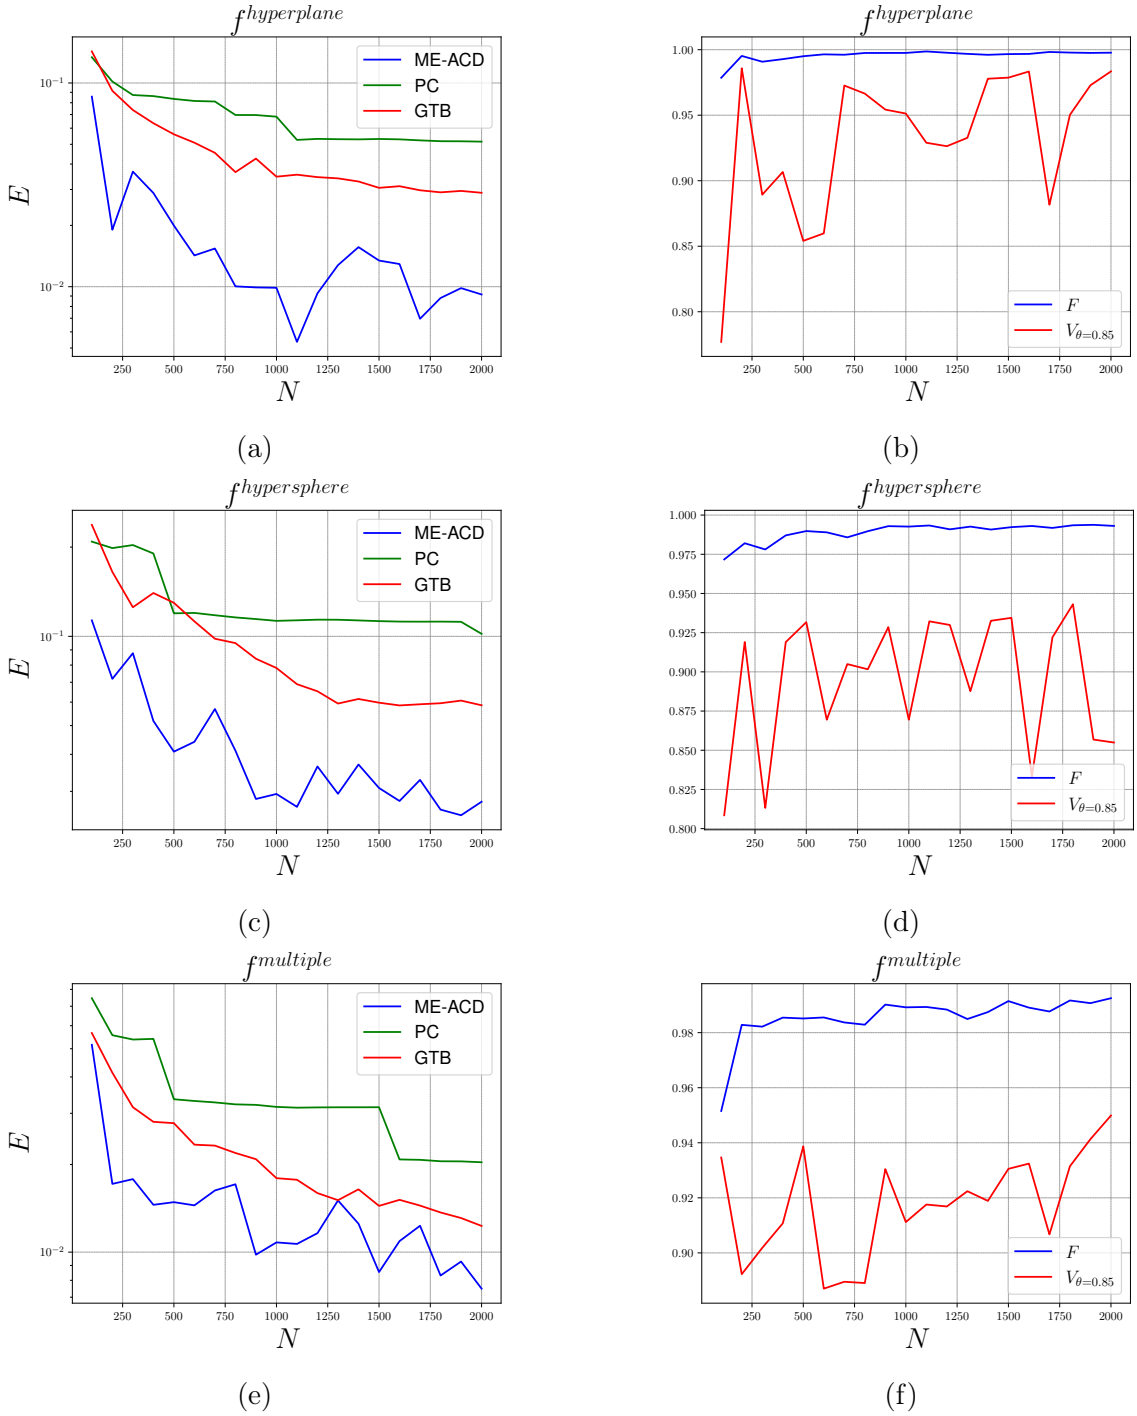 f^{hyperplane}
10^{-1}
10^{-2}
E
ME-ACD
PC
GTB
250 500 750 1000 1250 1500 1750 2000
N
(a)
f^{hyperplane}
1.00
0.95
0.90
0.85
0.80
F
V_{θ=0.85}
250 500 750 1000 1250 1500 1750 2000
N
(b)
f^{hypersphere}
10^{-1}
E
ME-ACD
PC
GTB
250 500 750 1000 1250 1500 1750 2000
N
(c)
f^{hypersphere}
1.000
0.975
0.950
0.925
0.900
0.875
0.850
0.825
0.800
F
V_{θ=0.85}
250 500 750 1000 1250 1500 1750 2000
N
(d)
f^{multiple}
10^{-2}
E
ME-ACD
PC
GTB
250 500 750 1000 1250 1500 1750 2000
N
(e)
f^{multiple}
0.98
0.96
0.94
0.92
0.90
F
V_{θ=0.85}
250 500 750 1000 1250 1500 1750 2000
N
(f)